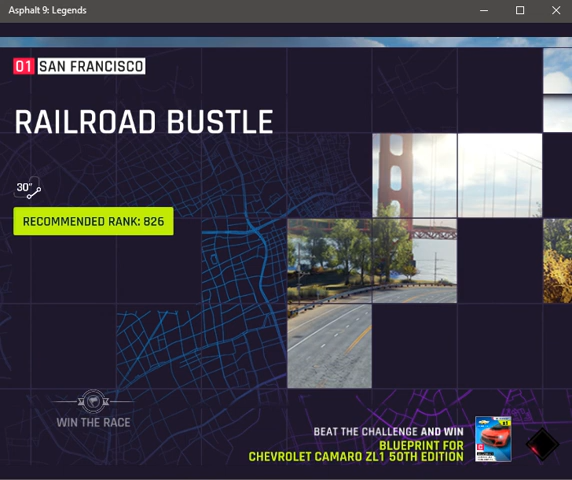 Asphalt 9: Legends
01 SAN FRANCISCO
RAILROAD BUSTLE
30"
RECOMMENDED RANK: 826
WIN THE RACE
BEAT THE CHALLENGE AND WIN
BLUEPRINT FOR
CHEVROLET CAMARO ZL1 50TH EDITION